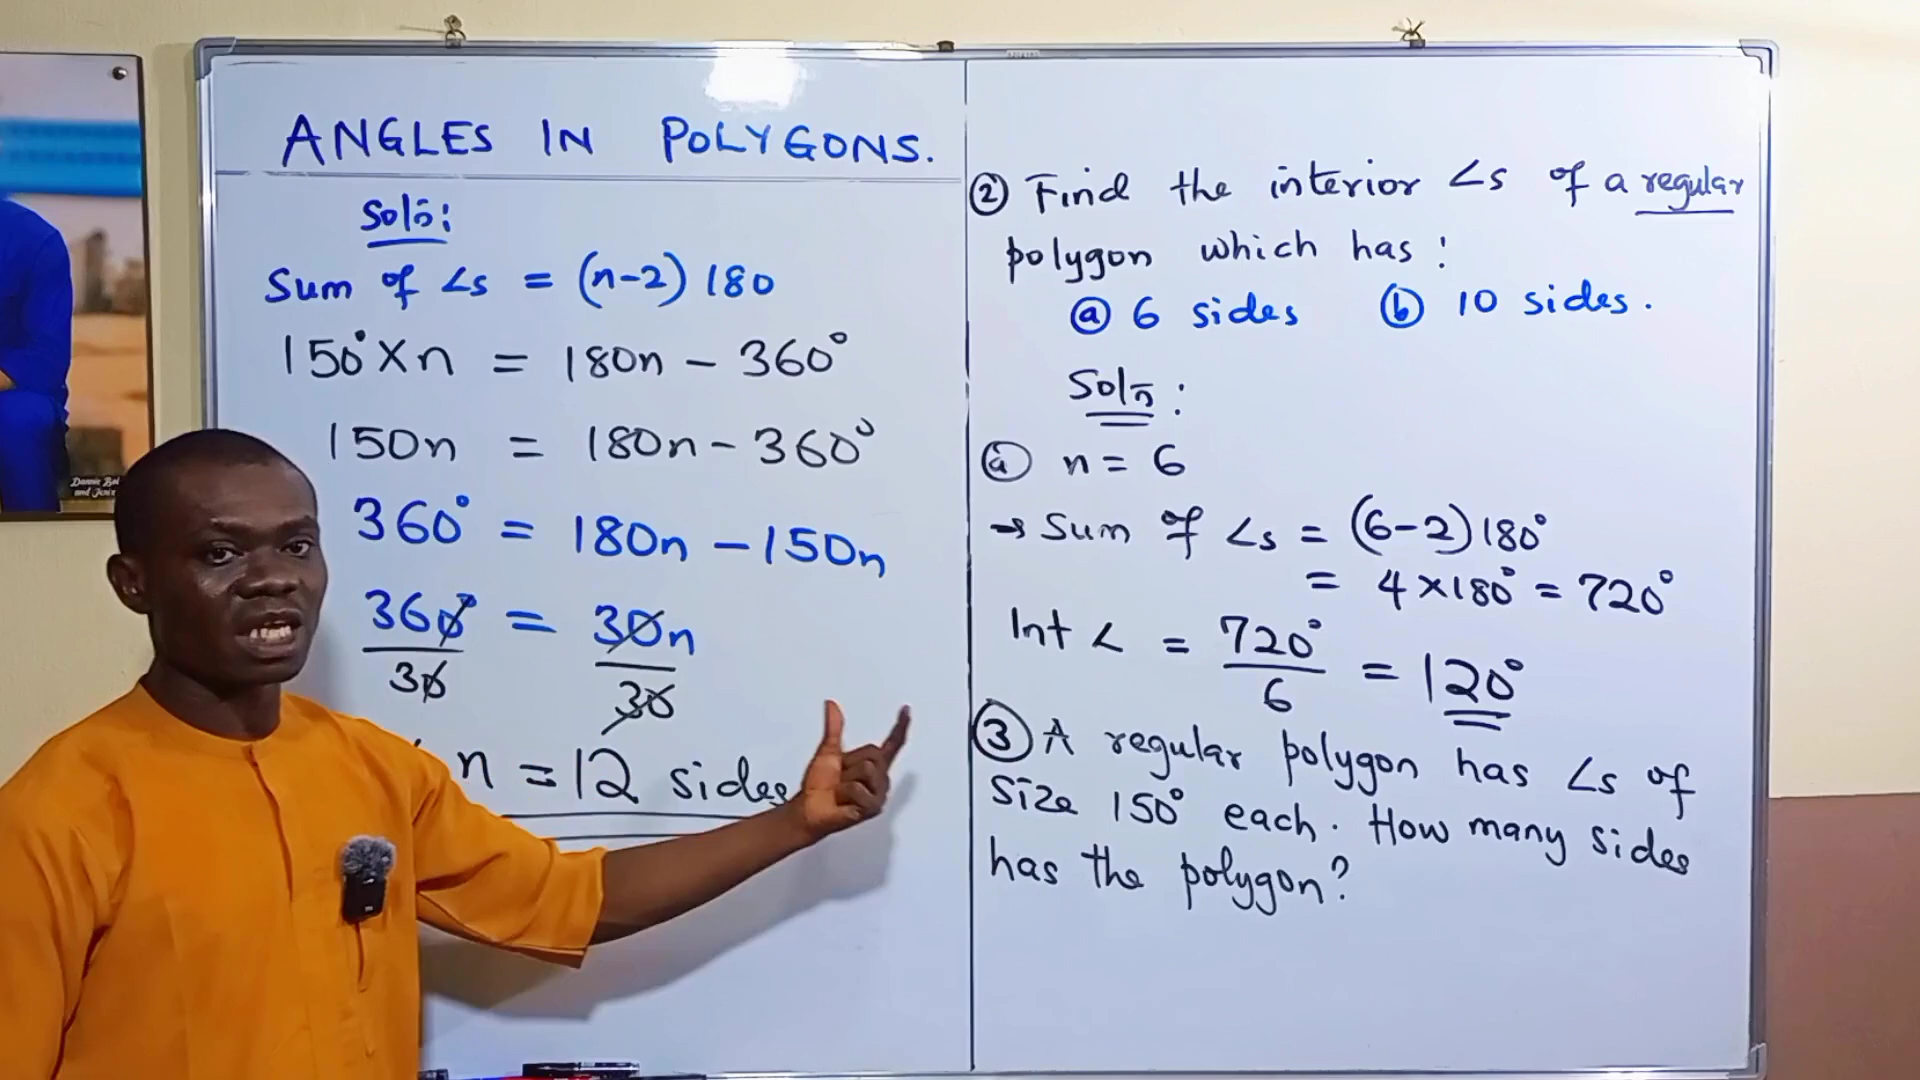 ANGLES IN POLYGONS.
Solñ:
Sum of ∠s = (n-2) 180
150° X n = 180n - 360°
150n = 180n - 360°
360° = 180n - 150n
360° = 30n
30 30
n = 12 sides
② Find the interior ∠s of a regular
polygon which has:
ⓐ 6 sides ⓑ 10 sides.
Solñ:
ⓐ n = 6
→ Sum of ∠s = (6-2)180°
= 4 x 180° = 720°
Int ∠ = 720° = 120°
6
③ A regular polygon has ∠s of
size 150° each. How many sides
has the polygon?